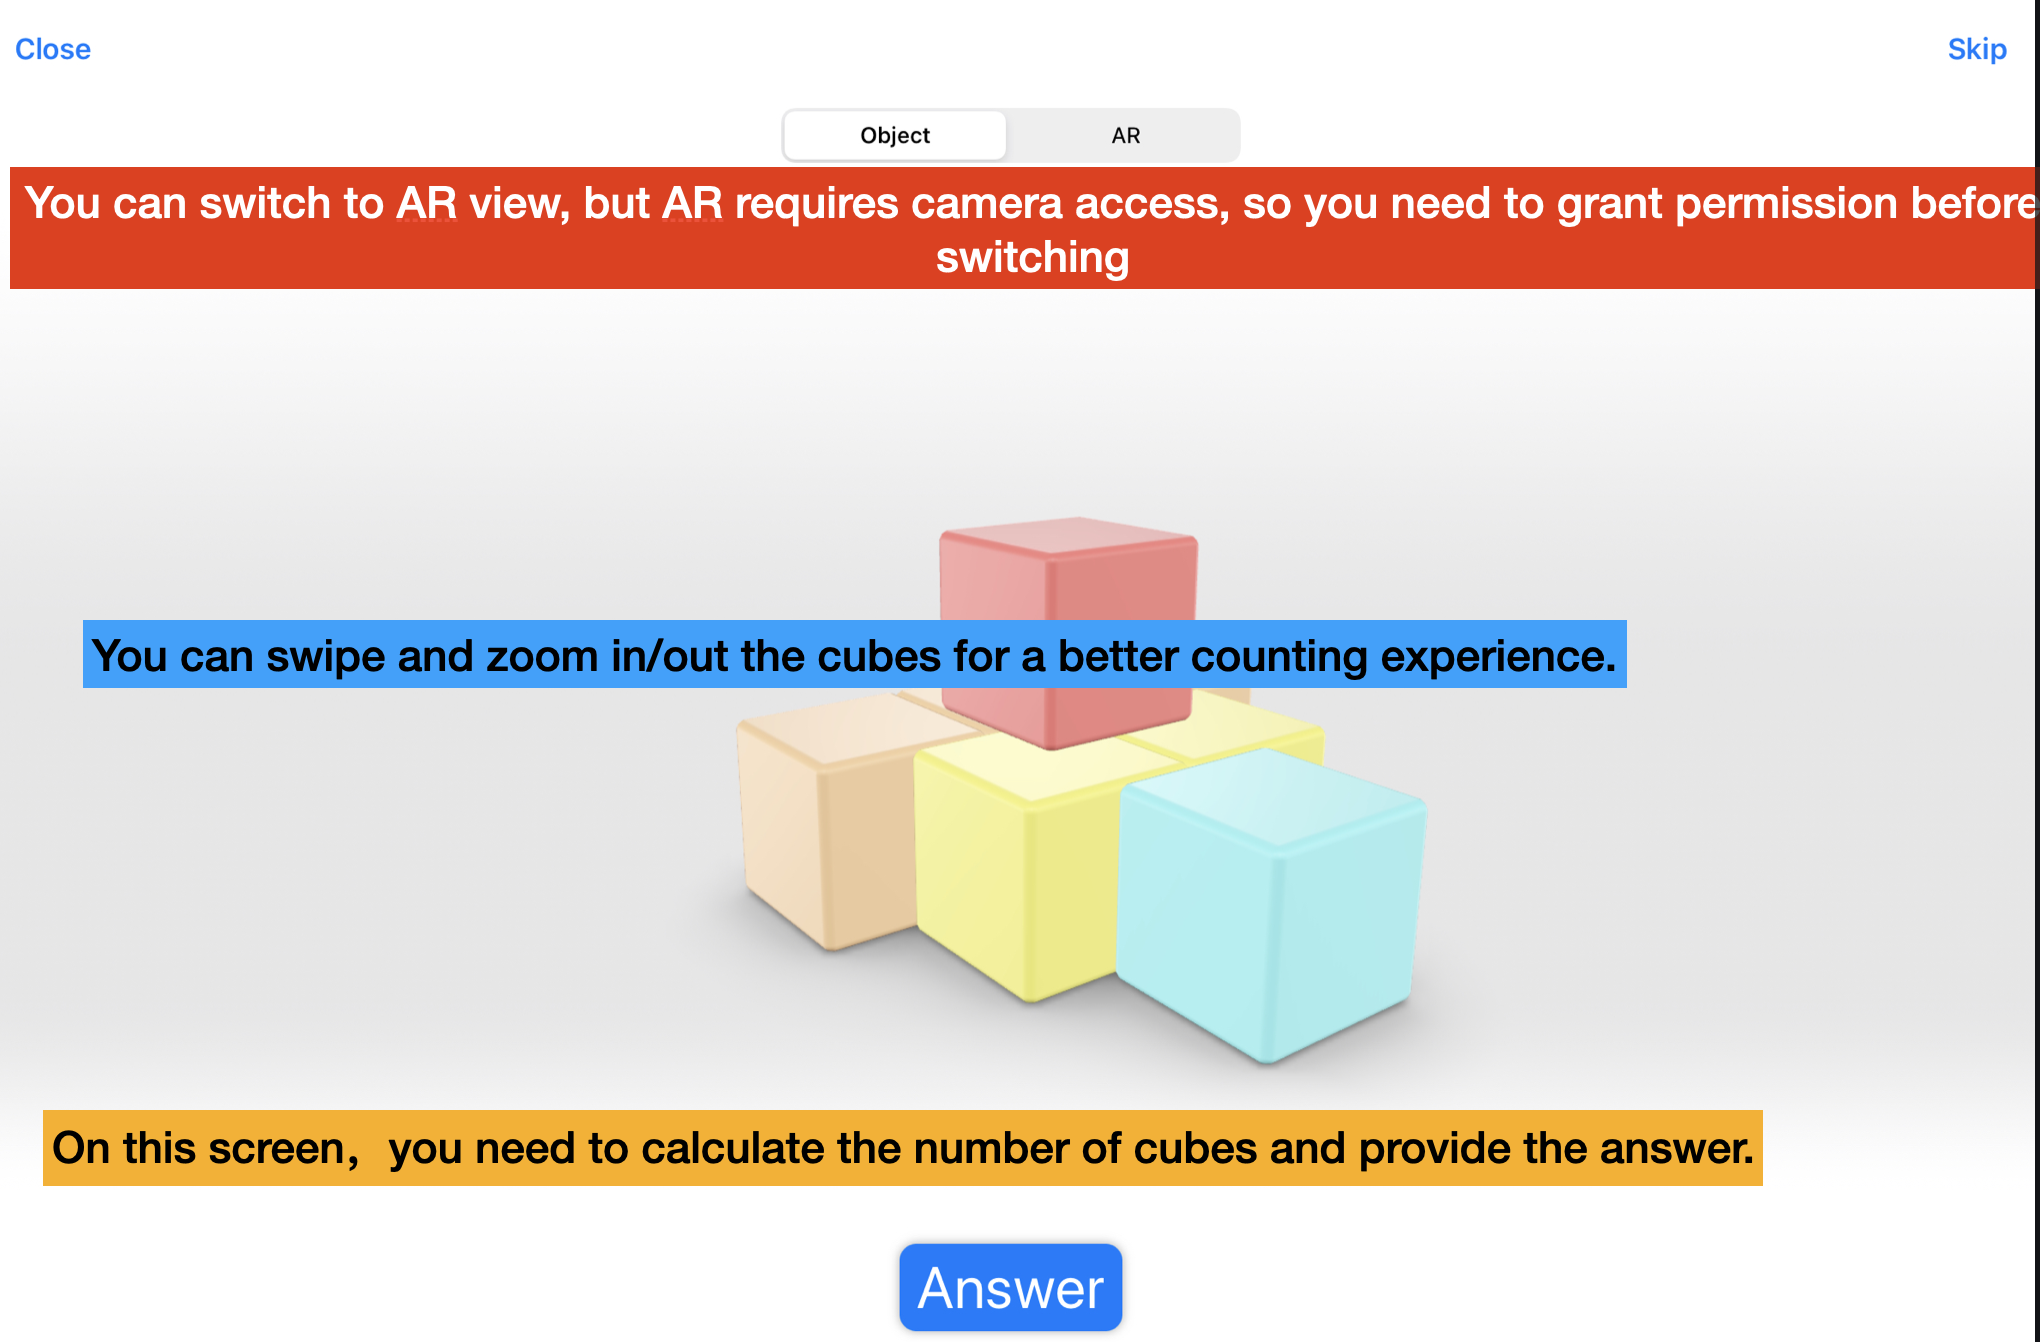 Close
Skip
Object
AR
You can switch to AR view, but AR requires camera access, so you need to grant permission before
switching
You can swipe and zoom in/out the cubes for a better counting experience.
On this screen，you need to calculate the number of cubes and provide the answer.
Answer